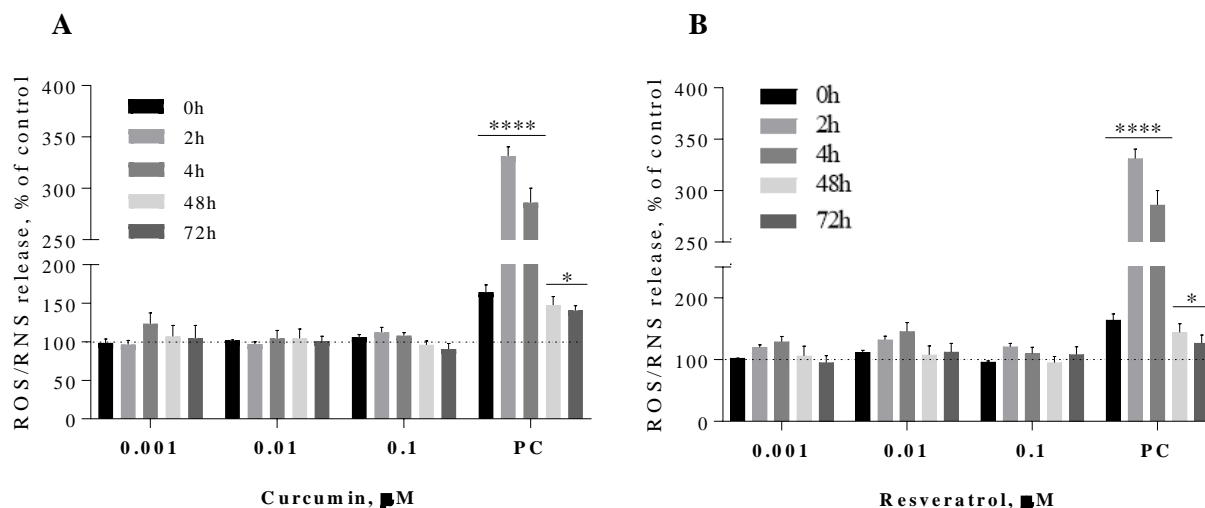 A
ROS/RNS release, % of control
400
350
300
250
200
150
100
50
0
0h
2h
4h
48h
72h
****
*
0.001 0.01 0.1 PC
Curcumin, μM
B
ROS/RNS release, % of control
400
350
300
250
200
100
0
0h
2h
4h
48h
72h
****
*
0.001 0.01 0.1 PC
Resveratrol, μM